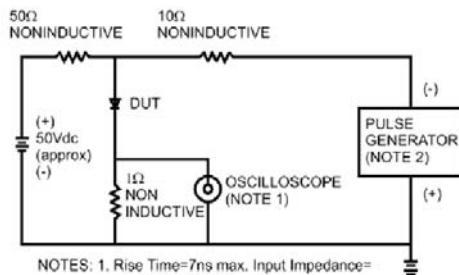 50Ω
NONINDUCTIVE
10Ω
NONINDUCTIVE
DUT
(+)
50Vdc
(approx)
(-)
1Ω
NON
INDUCTIVE
OSCILLOSCOPE
(NOTE 1)
(-)
PULSE
GENERATOR
(NOTE 2)
(+)
NOTES: 1. Rise Time=7ns max. Input Impedance=